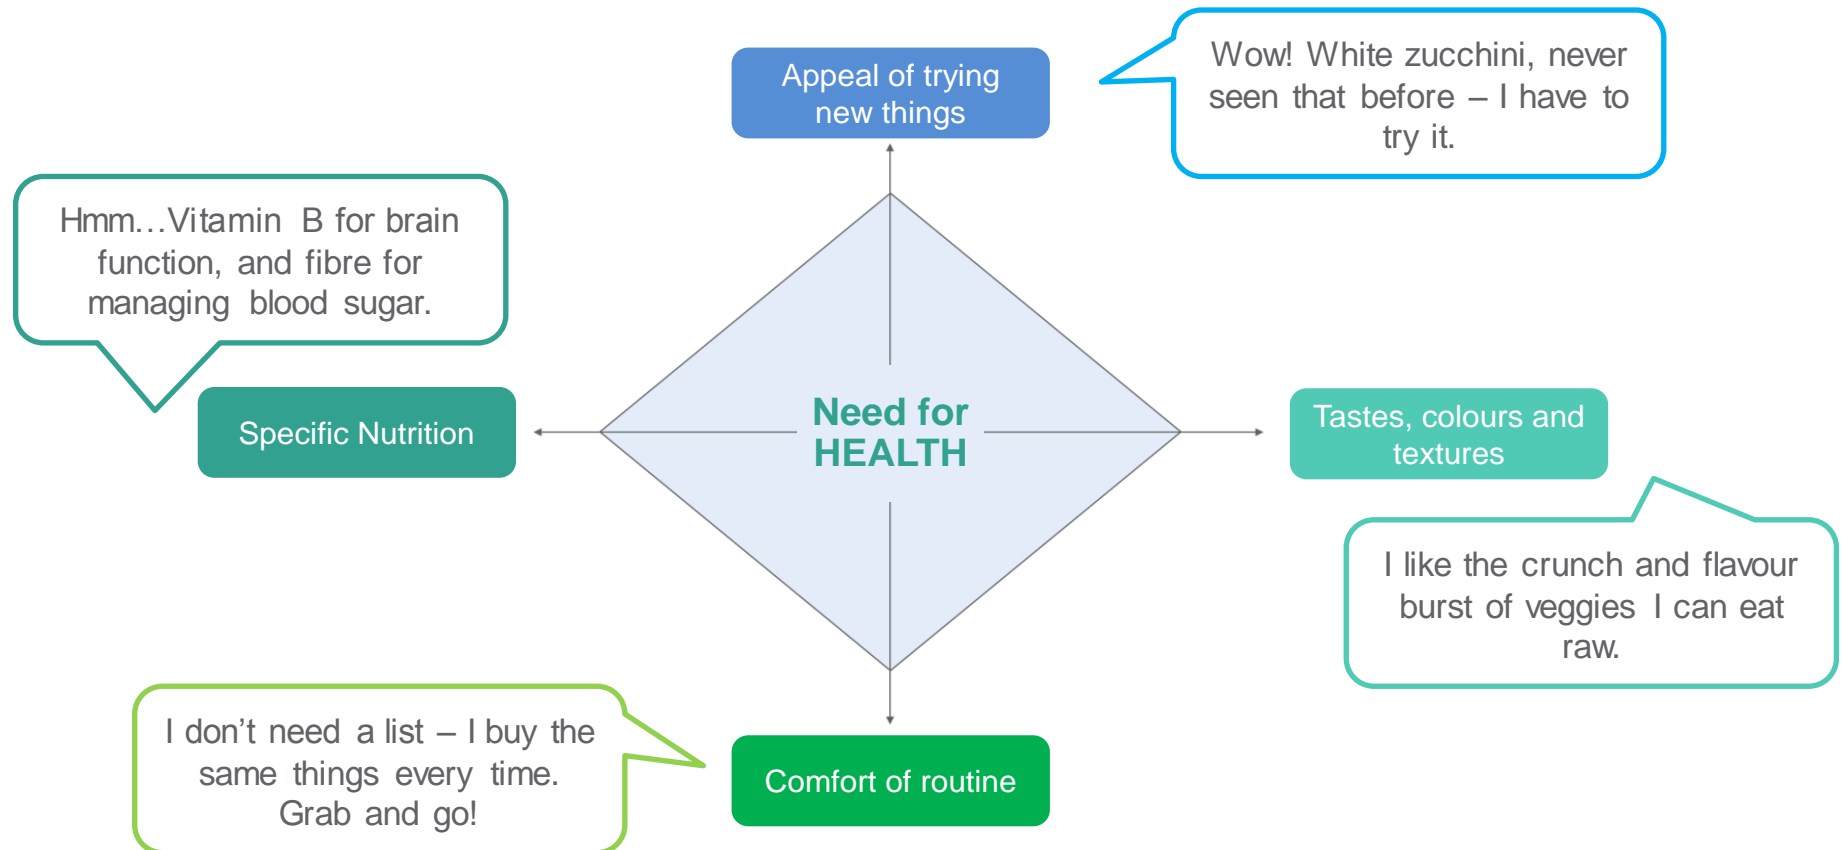 Appeal of trying
new things
Wow! White zucchini, never
seen that before – I have to
try it.
Hmm…Vitamin B for brain
function, and fibre for
managing blood sugar.
Specific Nutrition
Need for
HEALTH
Tastes, colours and
textures
I like the crunch and flavour
burst of veggies I can eat
raw.
I don’t need a list – I buy the
same things every time.
Grab and go!
Comfort of routine